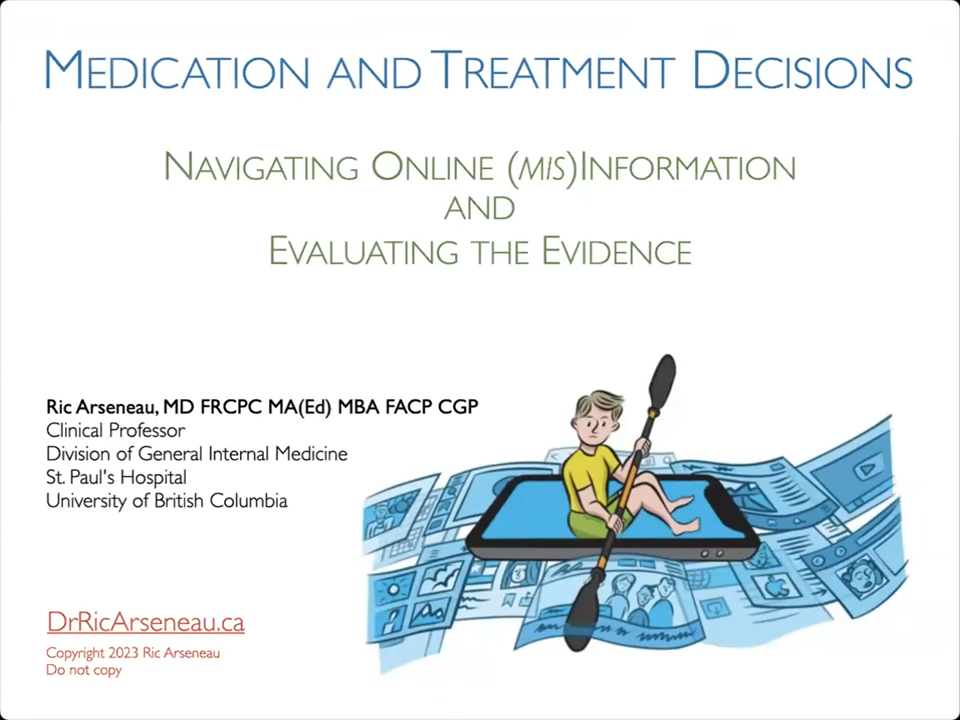 MEDICATION AND TREATMENT DECISIONS
NAVIGATING ONLINE (MIS)INFORMATION
AND
EVALUATING THE EVIDENCE
Ric Arseneau, MD FRCPC MA(Ed) MBA FACP CGP
Clinical Professor
Division of General Internal Medicine
St. Paul's Hospital
University of British Columbia
DrRicArseneau.ca
Copyright 2023 Ric Arseneau
Do not copy